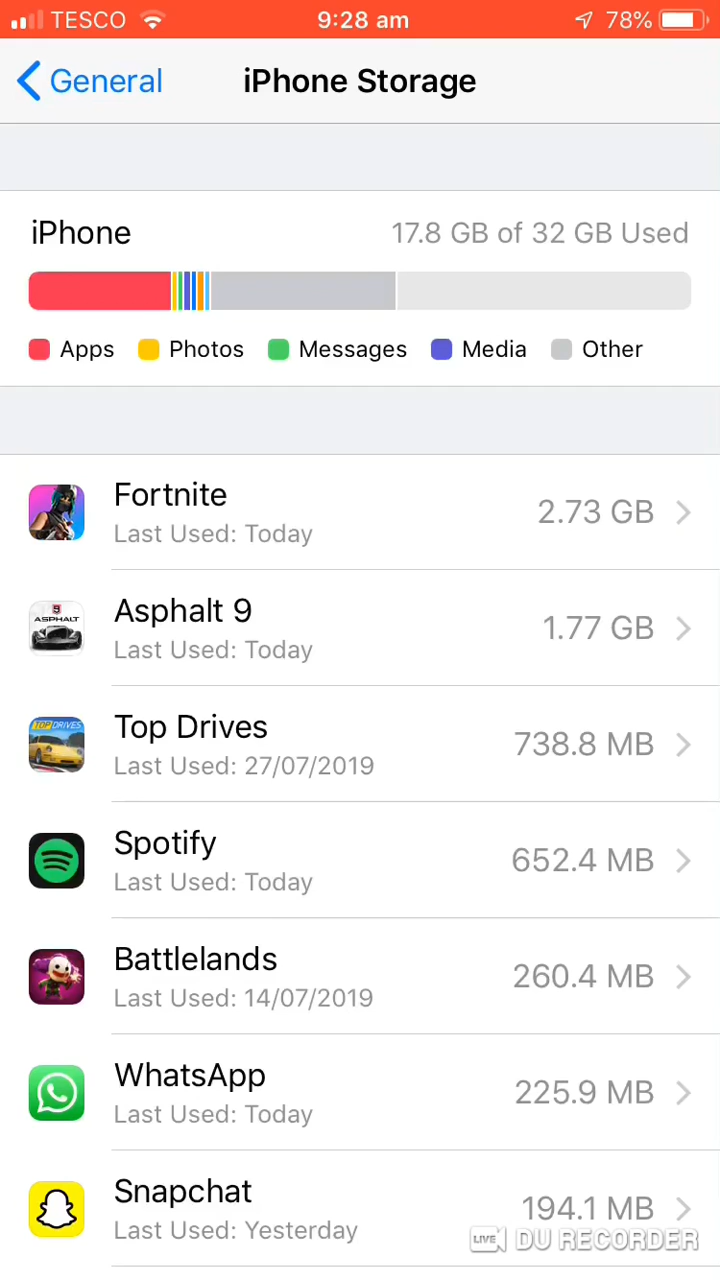 TESCO 9:28 am 78%
General iPhone Storage
iPhone 17.8 GB of 32 GB Used
Apps Photos Messages Media Other
Fortnite
Last Used: Today
2.73 GB
ASPHALT
Asphalt 9
Last Used: Today
1.77 GB
TOP DRIVES
Top Drives
Last Used: 27/07/2019
738.8 MB
Spotify
Last Used: Today
652.4 MB
Battlelands
Last Used: 14/07/2019
260.4 MB
WhatsApp
Last Used: Today
225.9 MB
Snapchat
Last Used: Yesterday
194.1 MB
LIVE DU RECORDER